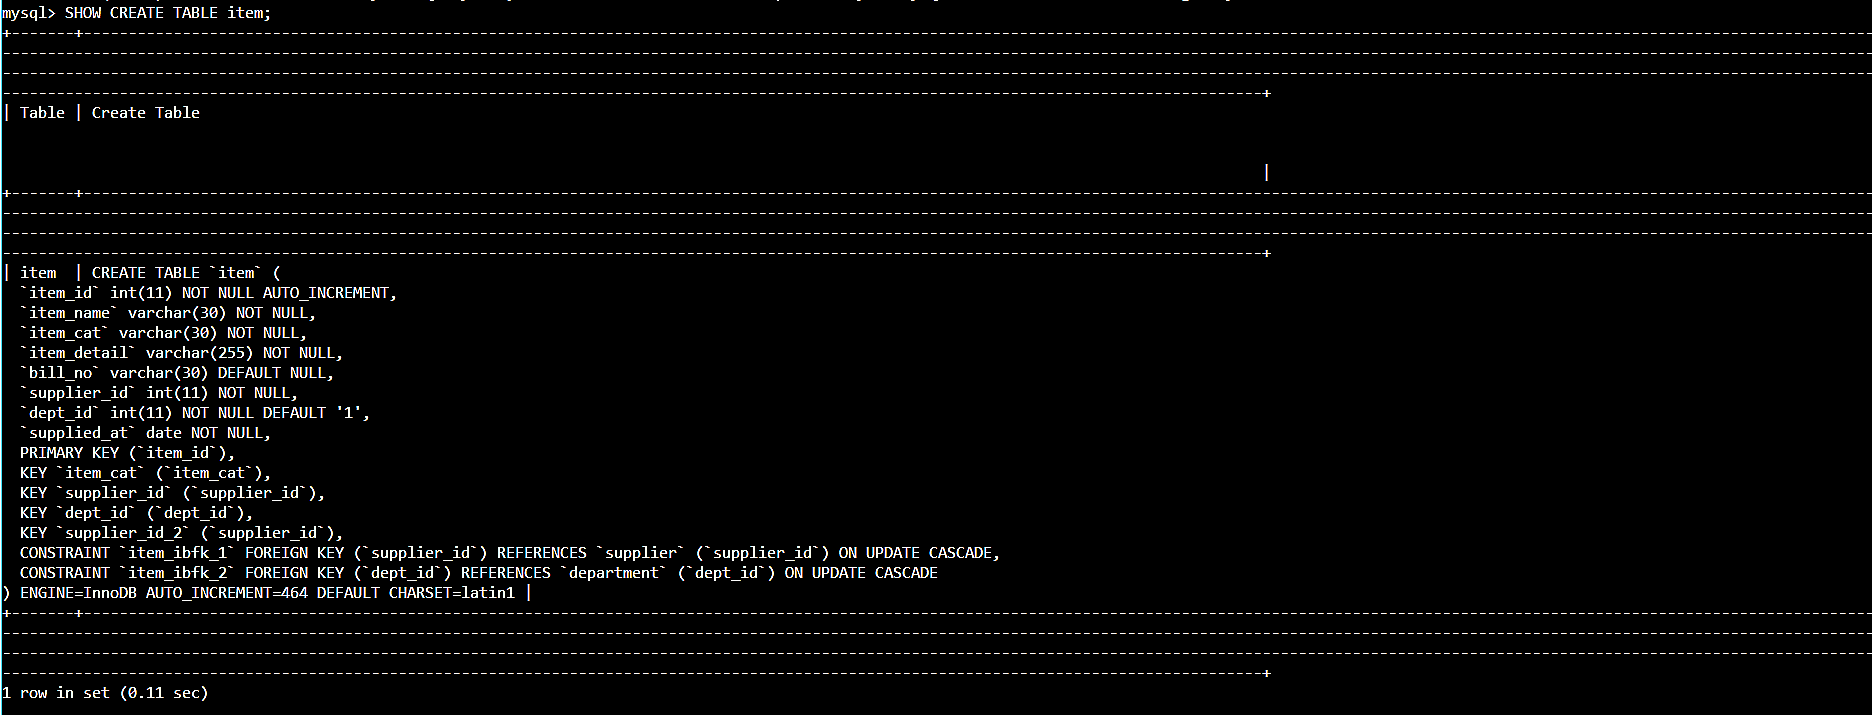 mysql> SHOW CREATE TABLE item;
| Table | Create Table
|
| item  | CREATE TABLE `item` (
  `item_id` int(11) NOT NULL AUTO_INCREMENT,
  `item_name` varchar(30) NOT NULL,
  `item_cat` varchar(30) NOT NULL,
  `item_detail` varchar(255) NOT NULL,
  `bill_no` varchar(30) DEFAULT NULL,
  `supplier_id` int(11) NOT NULL,
  `dept_id` int(11) NOT NULL DEFAULT '1',
  `supplied_at` date NOT NULL,
  PRIMARY KEY (`item_id`),
  KEY `item_cat` (`item_cat`),
  KEY `supplier_id` (`supplier_id`),
  KEY `dept_id` (`dept_id`),
  KEY `supplier_id_2` (`supplier_id`),
  CONSTRAINT `item_ibfk_1` FOREIGN KEY (`supplier_id`) REFERENCES `supplier` (`supplier_id`) ON UPDATE CASCADE,
  CONSTRAINT `item_ibfk_2` FOREIGN KEY (`dept_id`) REFERENCES `department` (`dept_id`) ON UPDATE CASCADE
) ENGINE=InnoDB AUTO_INCREMENT=464 DEFAULT CHARSET=latin1 |
1 row in set (0.11 sec)